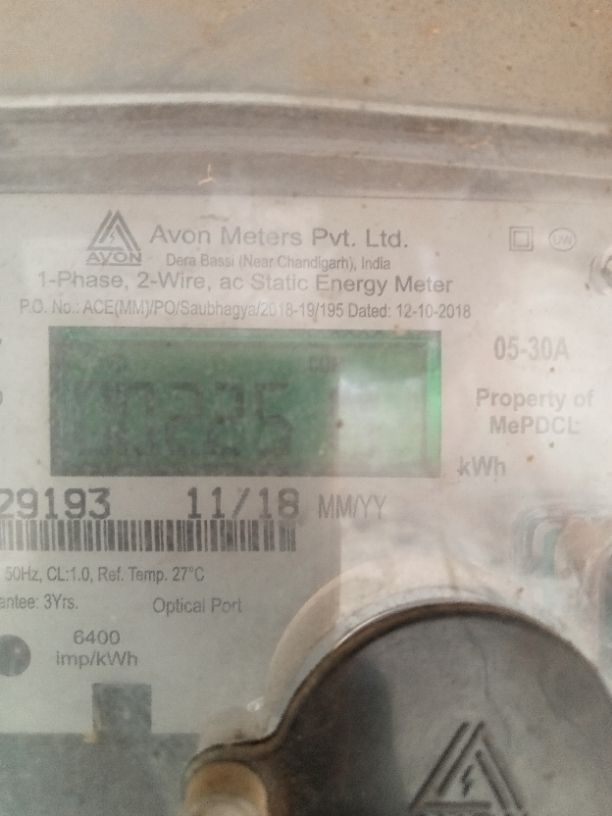 AVON
Avon Meters Pvt. Ltd.
Dera Bassi (Near Chandigarh), India
UW
1-Phase, 2-Wire, ac Static Energy Meter
P.O. No.: ACE(MM)/PO/Saubhagya/2018-19/195 Dated: 12-10-2018
05-30A
Property of
MePDCL
kWh
29193 11/18 MM/YY
50Hz, CL:1.0, Ref. Temp. 27°C
3Yrs. Optical Port
6400
imp/kWh